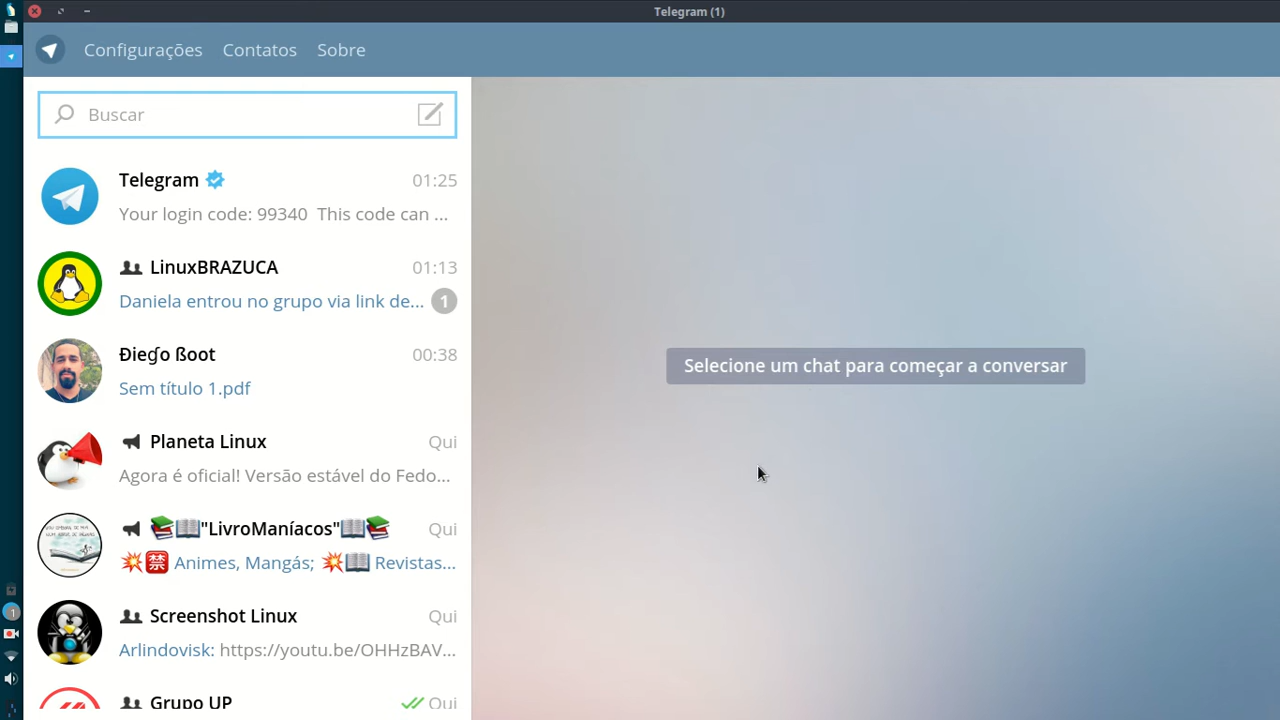 Telegram (1)
Configurações Contatos Sobre
Buscar
Telegram 01:25
Your login code: 99340 This code can ...
LinuxBRAZUCA 01:13
Daniela entrou no grupo via link de... 1
Ðieɠo ßoot 00:38
Sem título 1.pdf
Planeta Linux Qui
Agora é oficial! Versão estável do Fedo...
📚📖"LivroManíacos"📖📚 Qui
💥🈲 Animes, Mangás; 💥📖 Revistas...
Screenshot Linux Qui
Arlindovisk: https://youtu.be/OHHzBAV...
Grupo UP Qui
Selecione um chat para começar a conversar